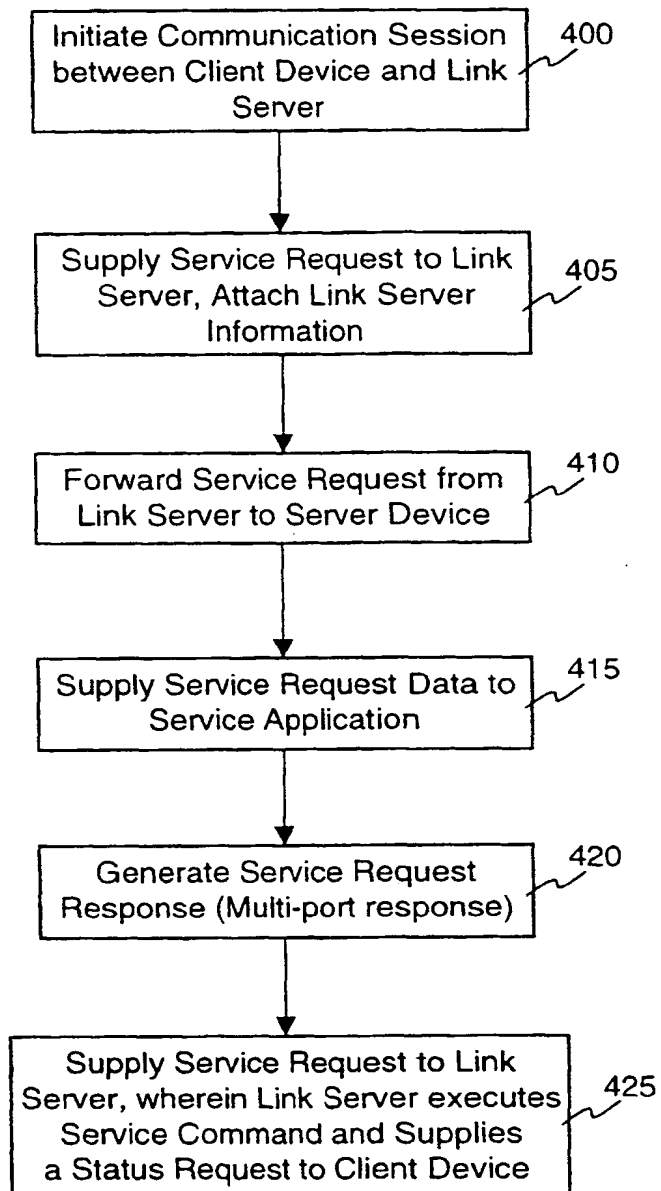 Initiate Communication Session
between Client Device and Link
Server
400
Supply Service Request to Link
Server, Attach Link Server
Information
405
Forward Service Request from
Link Server to Server Device
410
Supply Service Request Data to
Service Application
415
Generate Service Request
Response (Multi-port response)
420
Supply Service Request to Link
Server, wherein Link Server executes
Service Command and Supplies
a Status Request to Client Device
425